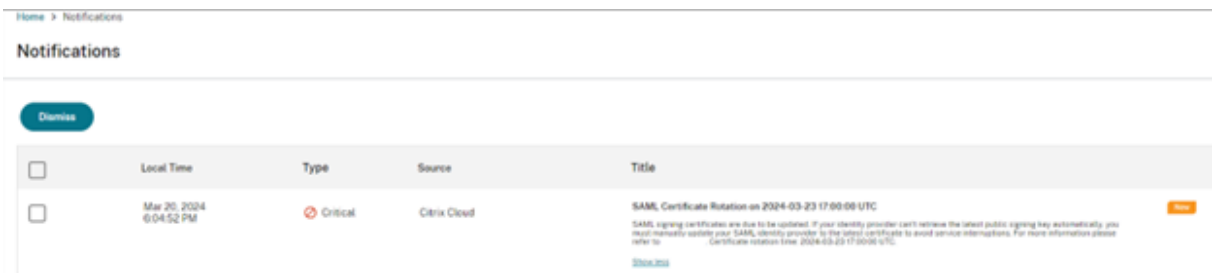 Home > Notifications
Notifications
Dismiss
Local Time Type Source Title
Mar 20, 2024
6:04:52 PM
Critical
Citrix Cloud
SAML Certificate Rotation on 2024-03-23 17:00:00 UTC
New
SAML signing certificates are due to be updated. If your identity provider can't retrieve the latest public signing key automatically, you
must manually update your SAML identity provider to the latest certificate to avoid service interruptions. For more information please
refer to . Certificate rotation time: 2024-03-23 17:00:00 UTC.
Show less